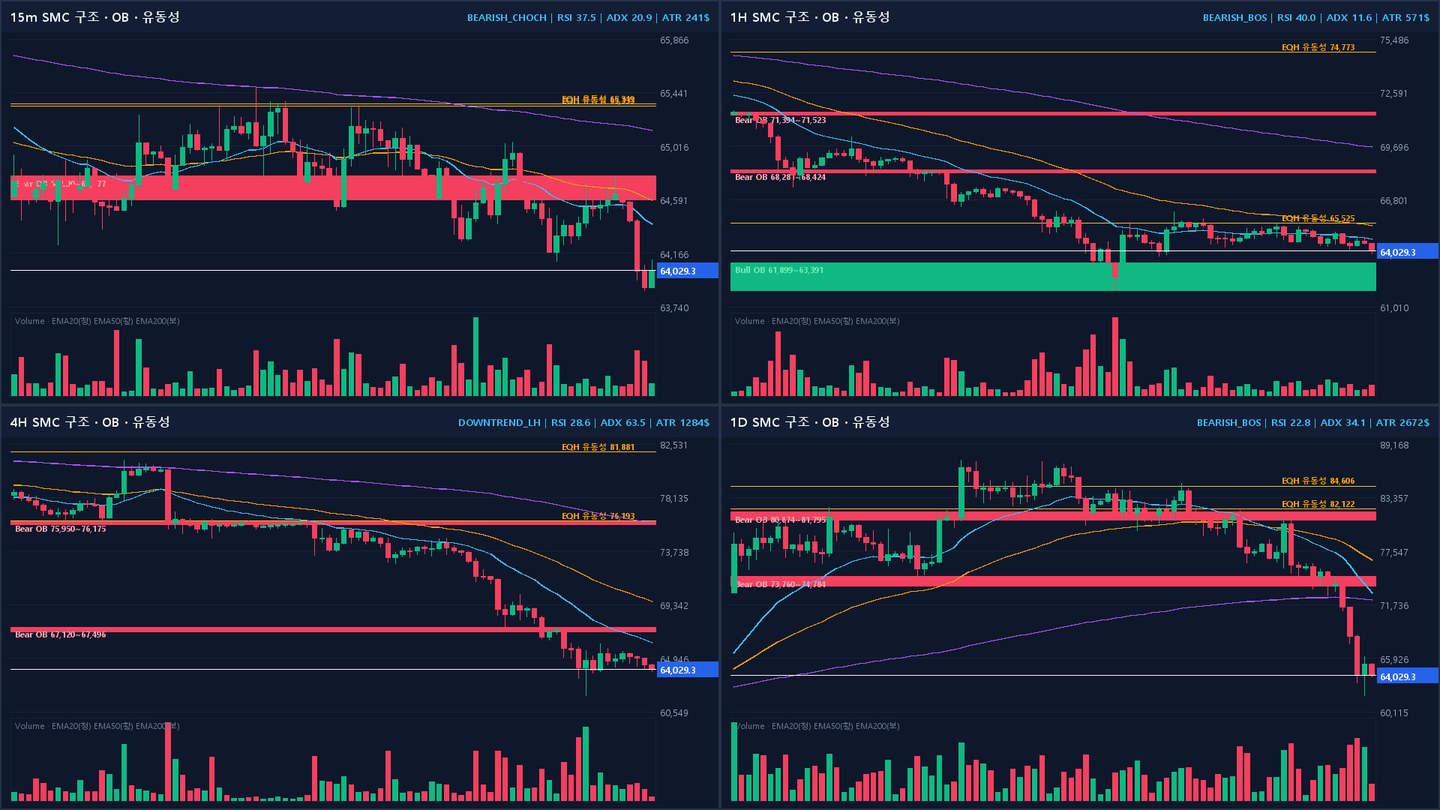 15m SMC 구조 · OB · 유동성
BEARISH_CHOCH | RSI 37.5 | ADX 20.9 | ATR 241$
65,866
65,441
65,016
64,591
64,166
63,740
64,029.3
EQH 유동성
Volume · EMA20(청) EMA50(황) EMA200(보)
1H SMC 구조 · OB · 유동성
BEARISH_BOS | RSI 40.0 | ADX 11.6 | ATR 571$
75,486
72,591
69,696
66,801
61,010
64,029.3
EQH 유동성 74,773
Bear OB 71,394~71,523
Bear OB 68,281~68,424
EQH 유동성 65,525
Bull OB 61,899~63,391
Volume · EMA20(청) EMA50(황) EMA200(보)
4H SMC 구조 · OB · 유동성
DOWNTREND_LH | RSI 28.6 | ADX 63.5 | ATR 1284$
82,531
78,135
73,738
69,342
64,946
60,549
64,029.3
EQH 유동성 81,881
EQH 유동성 76,193
Bear OB 75,950~76,175
Bear OB 67,120~67,496
Volume · EMA20(청) EMA50(황) EMA200(보)
1D SMC 구조 · OB · 유동성
BEARISH_BOS | RSI 22.8 | ADX 34.1 | ATR 2672$
89,168
83,357
77,547
71,736
65,926
60,115
64,029.3
EQH 유동성 84,606
EQH 유동성 82,122
Bear OB 80,874~81,795
Bear OB 73,760~74,784
Volume · EMA20(청) EMA50(황) EMA200(보)